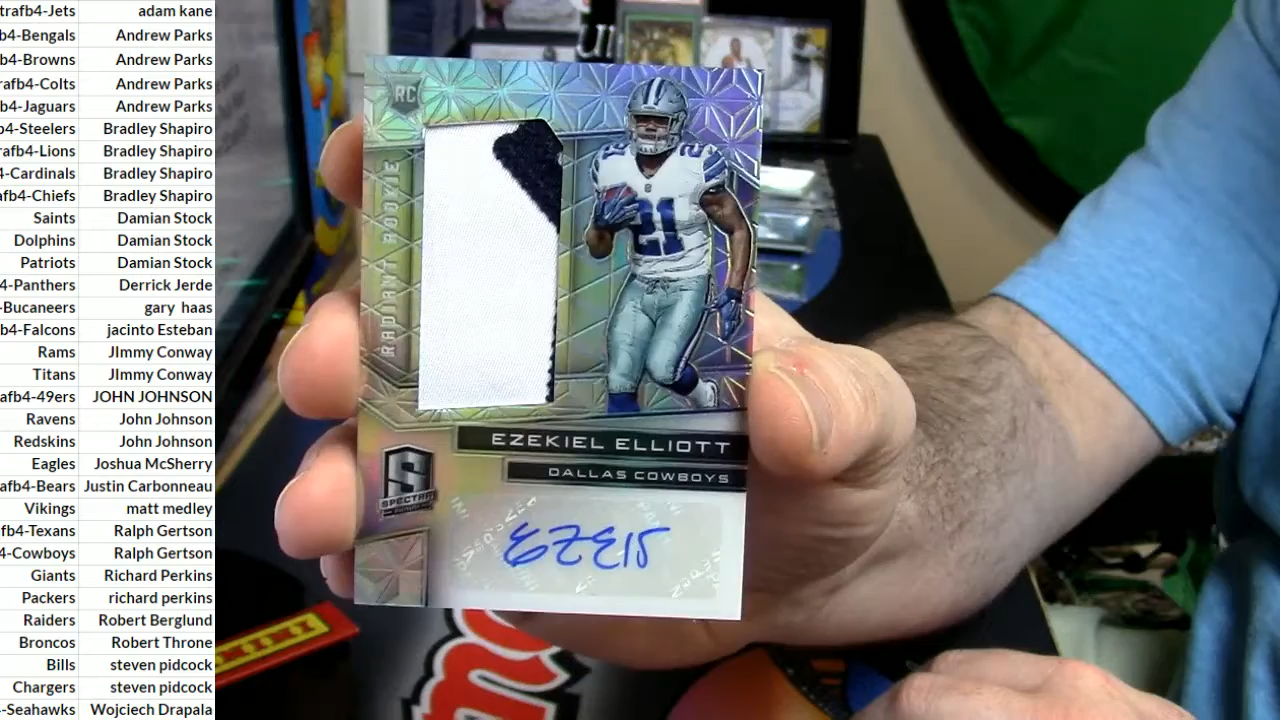 trafb4-Jets adam kane
b4-Bengals Andrew Parks
b4-Browns Andrew Parks
rafb4-Colts Andrew Parks
b4-Jaguars Andrew Parks
b4-Steelers Bradley Shapiro
rafb4-Lions Bradley Shapiro
4-Cardinals Bradley Shapiro
afb4-Chiefs Bradley Shapiro
Saints Damian Stock
Dolphins Damian Stock
Patriots Damian Stock
4-Panthers Derrick Jerde
-Bucaneers gary haas
b4-Falcons jacinto Esteban
Rams JImmy Conway
Titans JImmy Conway
afb4-49ers JOHN JOHNSON
Ravens John Johnson
Redskins John Johnson
Eagles Joshua McSherry
afb4-Bears Justin Carbonneau
Vikings matt medley
fb4-Texans Ralph Gertson
4-Cowboys Ralph Gertson
Giants Richard Perkins
Packers richard perkins
Raiders Robert Berglund
Broncos Robert Throne
Bills steven pidcock
Chargers steven pidcock
4-Seahawks Wojciech Drapala
RC
RADIANT ROOKIE
21
21
EZEKIEL ELLIOTT
DALLAS COWBOYS
S
SPECTRA